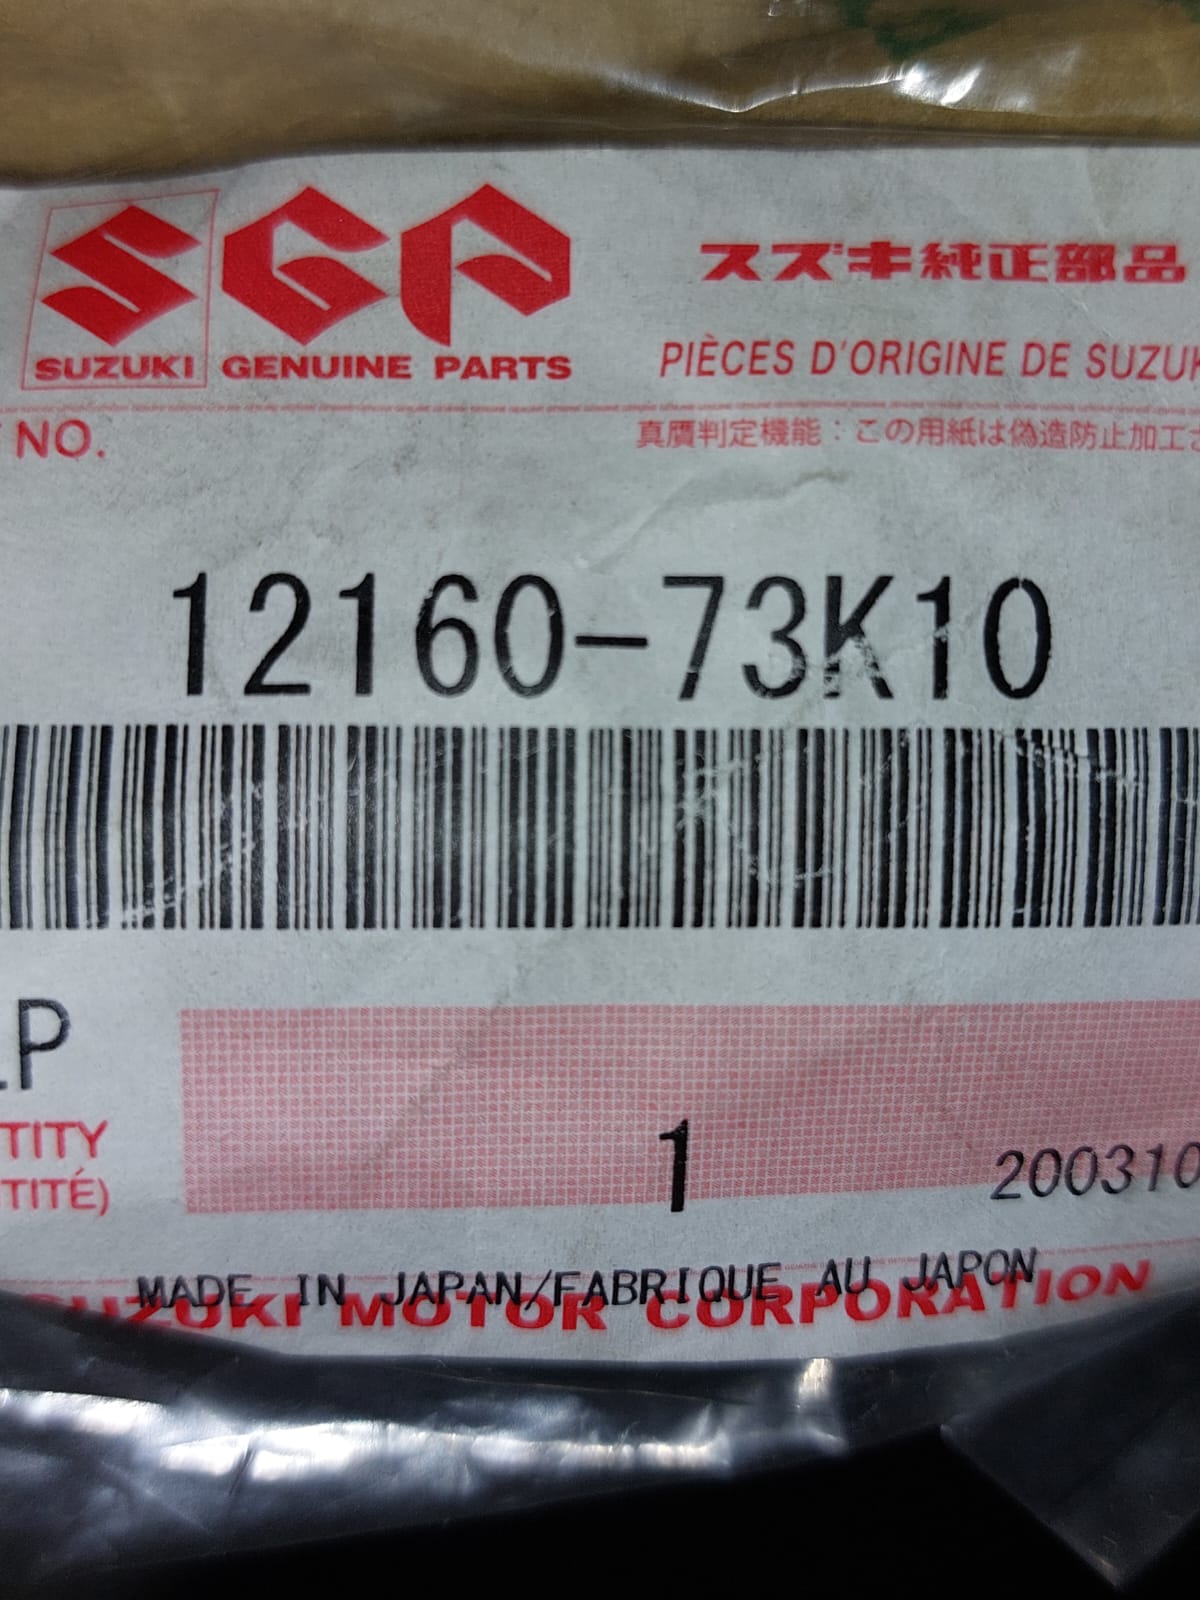 SGP
スズキ純正部品
SUZUKI GENUINE PARTS
PIÈCES D'ORIGINE DE SUZUK
NO.
真贋判定機能：この用紙は偽造防止加工さ
12160-73K10
LP
TITY
TITÉ)
1
200310
MADE IN JAPAN/FABRIQUE AU JAPON
SUZUKI MOTOR CORPORATION